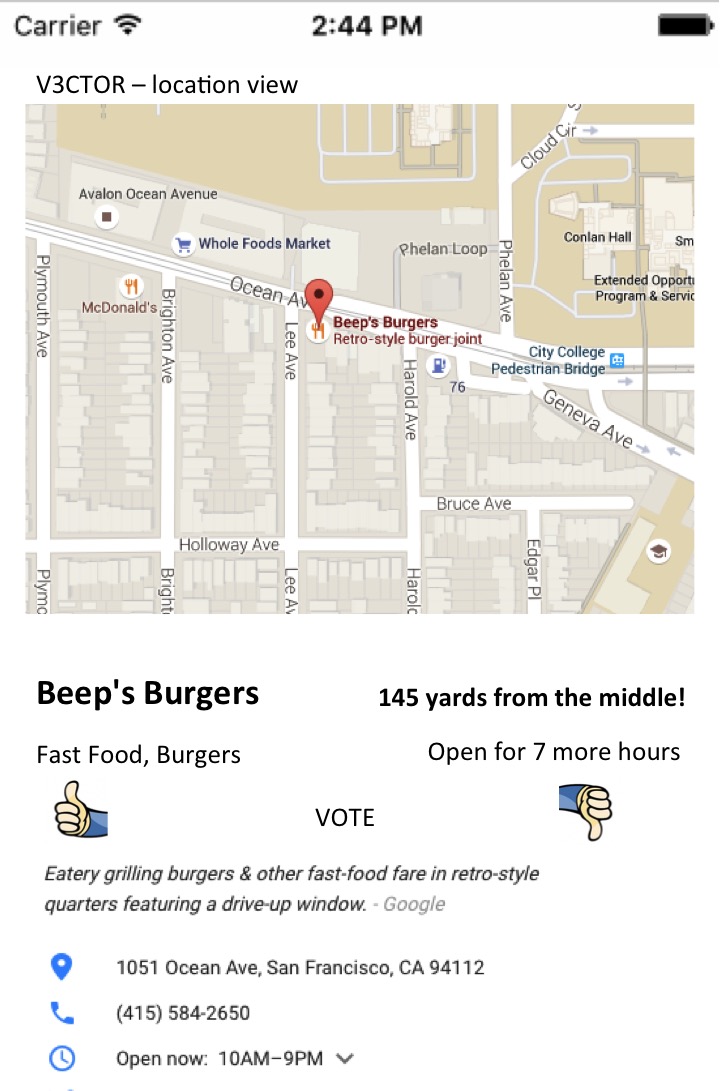 Carrier 2:44 PM
V3CTOR – location view
Cloud Cir
Avalon Ocean Avenue
Whole Foods Market
Phelan Loop
Conlan Hall
Sm
Phelan Ave
Extended Opportu
Program & Servic
Plymouth Ave
McDonald's
Brighton Ave
Ocean Av
Lee Ave
Beep's Burgers
Retro-style burger joint
City College
Pedestrian Bridge
Harold Ave
76
Geneva Ave
Bruce Ave
Holloway Ave
Edgar Pl
Plymo
Bright
Lee Av
Harold
Beep's Burgers
145 yards from the middle!
Fast Food, Burgers
Open for 7 more hours
VOTE
Eatery grilling burgers & other fast-food fare in retro-style
quarters featuring a drive-up window. - Google
1051 Ocean Ave, San Francisco, CA 94112
(415) 584-2650
Open now: 10AM–9PM